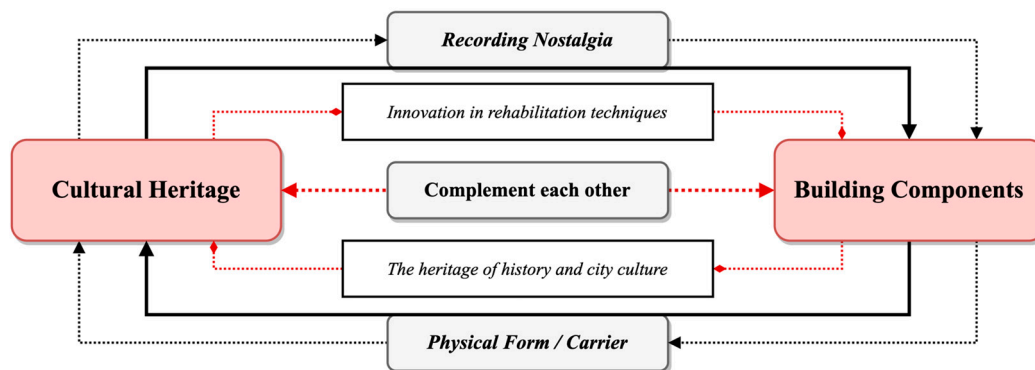 Recording Nostalgia
Innovation in rehabilitation techniques
Cultural Heritage
Complement each other
Building Components
The heritage of history and city culture
Physical Form / Carrier